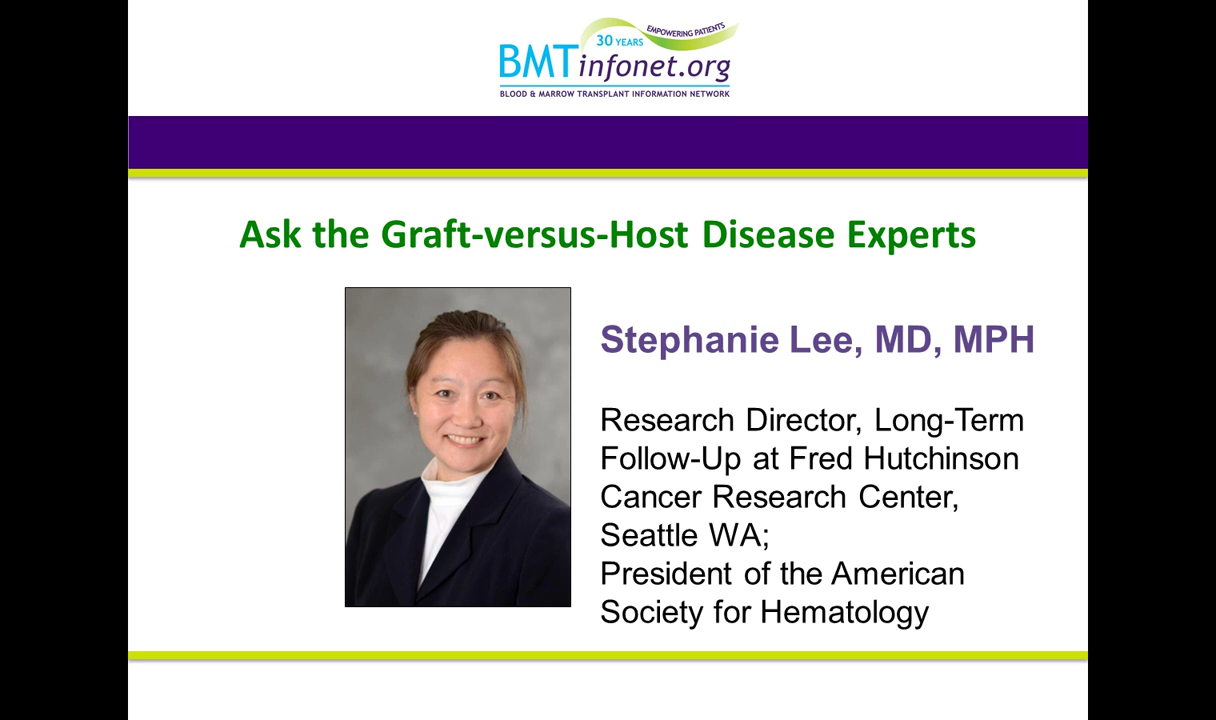 30 YEARS
EMPOWERING PATIENTS
BMTinfonet.org
BLOOD & MARROW TRANSPLANT INFORMATION NETWORK
Ask the Graft-versus-Host Disease Experts
Stephanie Lee, MD, MPH
Research Director, Long-Term
Follow-Up at Fred Hutchinson
Cancer Research Center,
Seattle WA;
President of the American
Society for Hematology